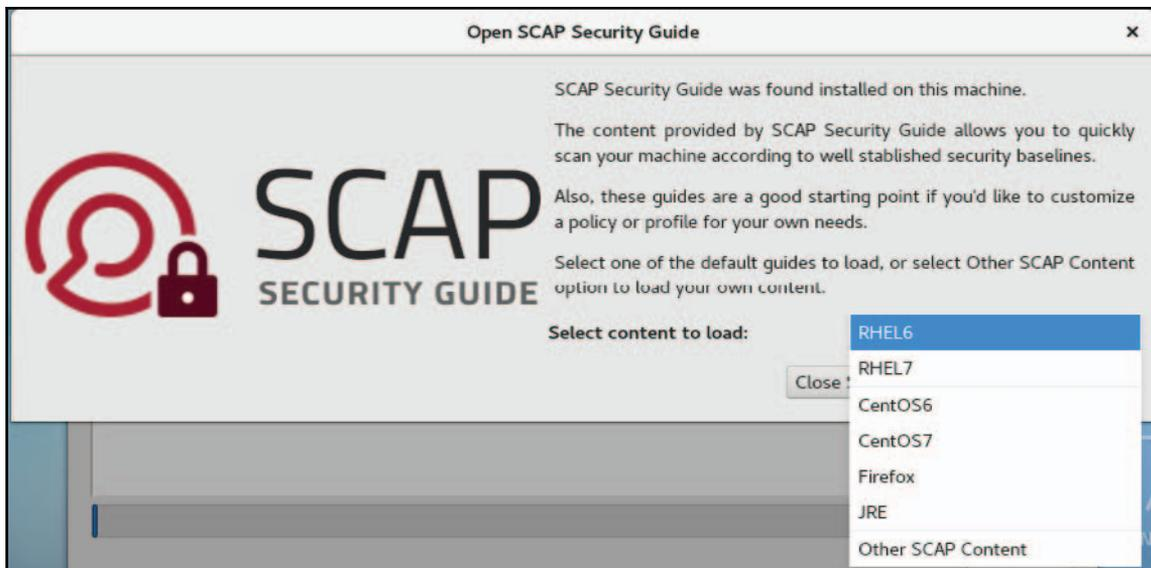 Open SCAP Security Guide
×
SCAP Security Guide was found installed on this machine.
The content provided by SCAP Security Guide allows you to quickly
scan your machine according to well stablished security baselines.
Also, these guides are a good starting point if you'd like to customize
a policy or profile for your own needs.
Select one of the default guides to load, or select Other SCAP Content
option to load your own content.
SCAP
SECURITY GUIDE
Select content to load:
RHEL6
RHEL7
Close
CentOS6
CentOS7
Firefox
JRE
Other SCAP Content